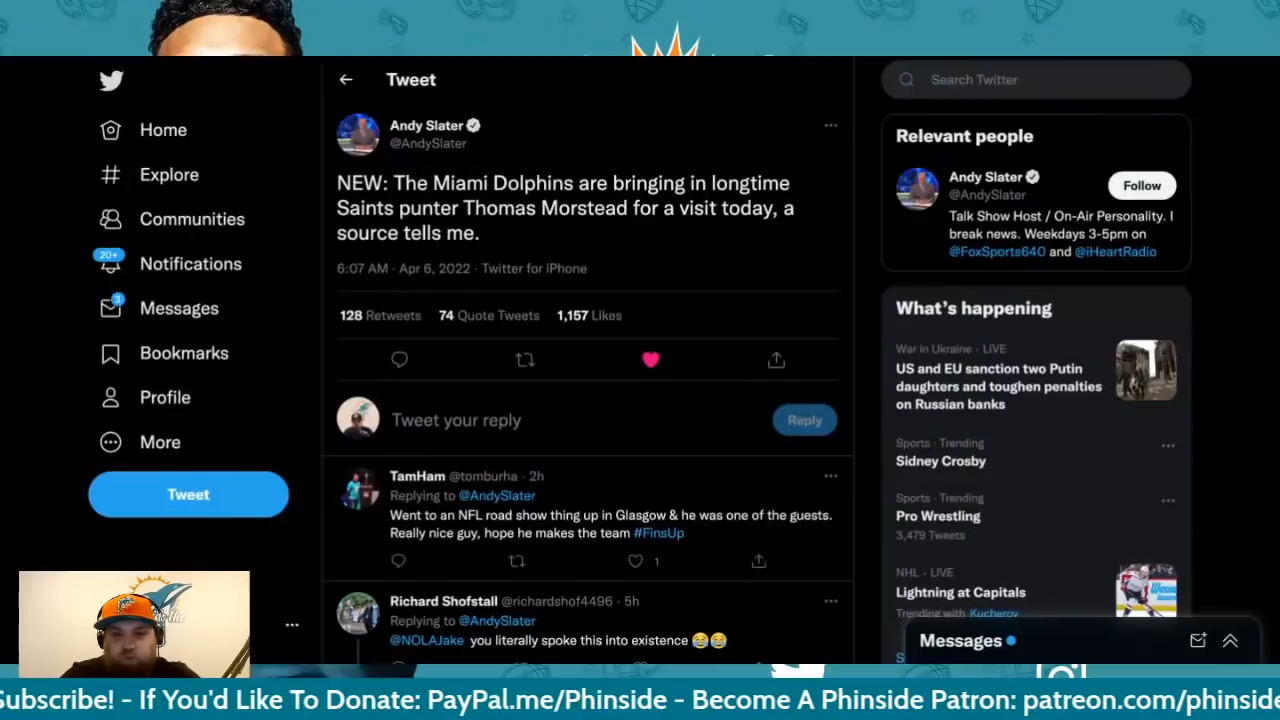 Home
Explore
Communities
20+
Notifications
3
Messages
Bookmarks
Profile
More
Tweet
Tweet
Andy Slater
@AndySlater
NEW: The Miami Dolphins are bringing in longtime
Saints punter Thomas Morstead for a visit today, a
source tells me.
6:07 AM · Apr 6, 2022 · Twitter for iPhone
128 Retweets 74 Quote Tweets 1,157 Likes
Tweet your reply
Reply
TamHam @tomburha · 2h
Replying to @AndySlater
Went to an NFL road show thing up in Glasgow & he was one of the guests.
Really nice guy, hope he makes the team #FinsUp
1
Richard Shofstall @richardshof4496 · 5h
Replying to @AndySlater
@NOLAJake you literally spoke this into existence 😂😂
Search Twitter
Relevant people
Andy Slater
@AndySlater
Follow
Talk Show Host / On-Air Personality. I
break news. Weekdays 3-5pm on
@FoxSports640 and @iHeartRadio
What's happening
War in Ukraine · LIVE
US and EU sanction two Putin
daughters and toughen penalties
on Russian banks
Sports · Trending
Sidney Crosby
Sports · Trending
Pro Wrestling
3,479 Tweets
NHL · LIVE
Lightning at Capitals
Trending with Kucherov
Messages
Subscribe! - If You'd Like To Donate: PayPal.me/Phinside - Become A Phinside Patron: patreon.com/phinside